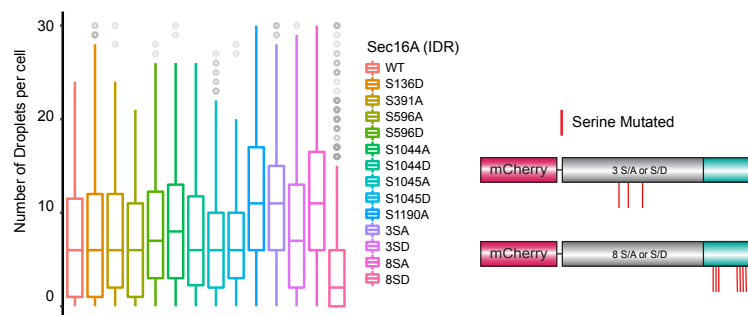 30
20
10
0
Number of Droplets per cell
Sec16A (IDR)
WT
S136D
S391A
S596A
S596D
S1044A
S1044D
S1045A
S1045D
S1190A
3SA
3SD
8SA
8SD
Serine Mutated
mCherry
3 S/A or S/D
mCherry
8 S/A or S/D